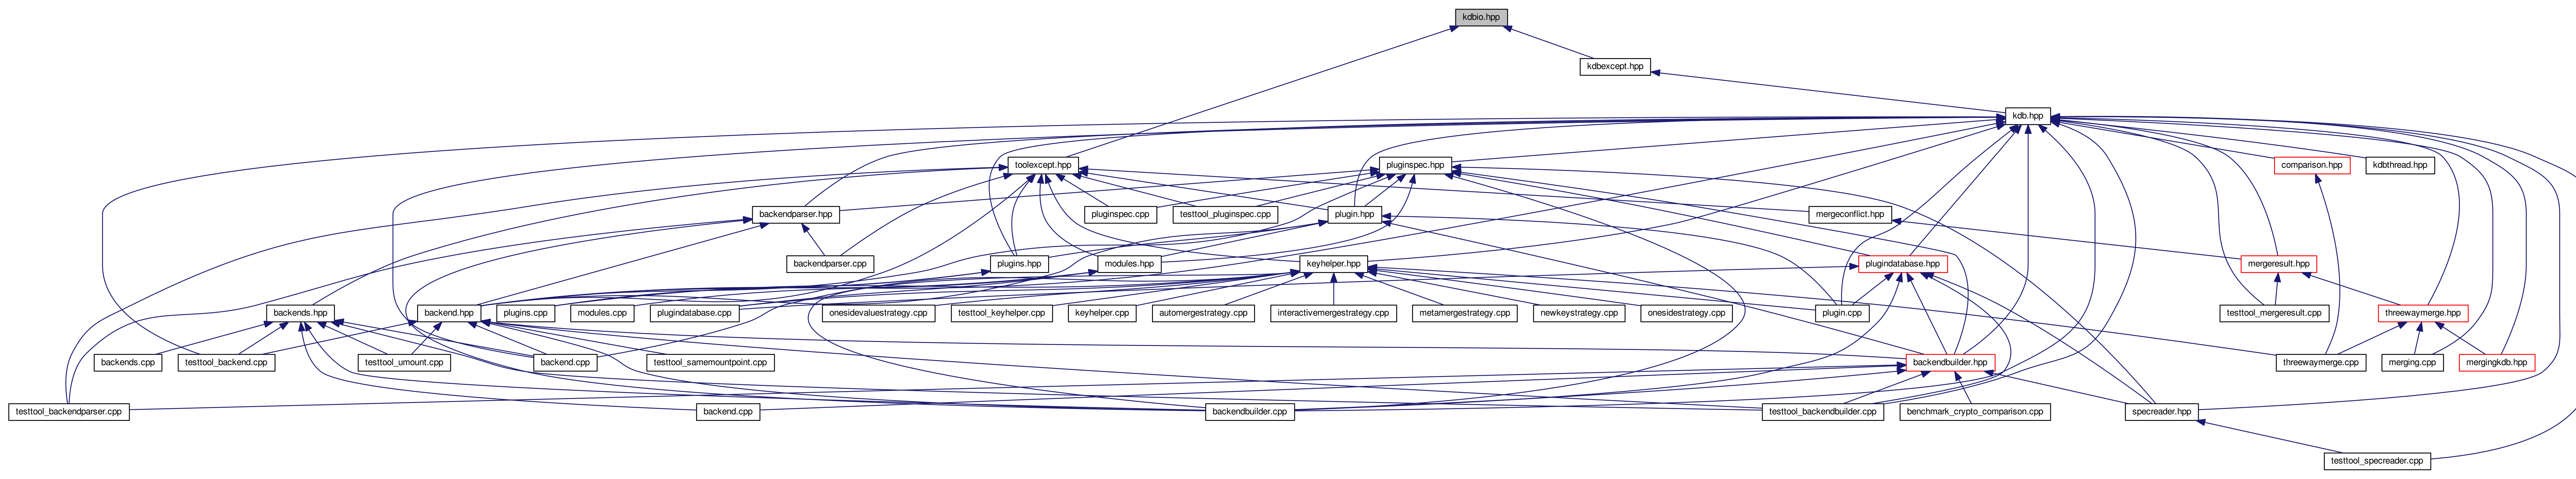 kdbio.hpp
kdbexcept.hpp
kdb.hpp
toolexcept.hpp
pluginspec.hpp
comparison.hpp
kdbthread.hpp
backendparser.hpp
pluginspec.cpp
testtool_pluginspec.cpp
plugin.hpp
mergeconflict.hpp
backendparser.cpp
plugins.hpp
modules.hpp
keyhelper.hpp
plugindatabase.hpp
mergeresult.hpp
backends.hpp
backend.hpp
plugins.cpp
modules.cpp
plugindatabase.cpp
onesidevaluestrategy.cpp
testtool_keyhelper.cpp
keyhelper.cpp
automergestrategy.cpp
interactivemergestrategy.cpp
metamergestrategy.cpp
newkeystrategy.cpp
onesidestrategy.cpp
plugin.cpp
testtool_mergeresult.cpp
threewaymerge.hpp
backends.cpp
testtool_backend.cpp
testtool_umount.cpp
backend.cpp
testtool_samemountpoint.cpp
backendbuilder.hpp
threewaymerge.cpp
merging.cpp
mergingkdb.hpp
testtool_backendparser.cpp
backend.cpp
backendbuilder.cpp
testtool_backendbuilder.cpp
benchmark_crypto_comparison.cpp
specreader.hpp
testtool_specreader.cpp